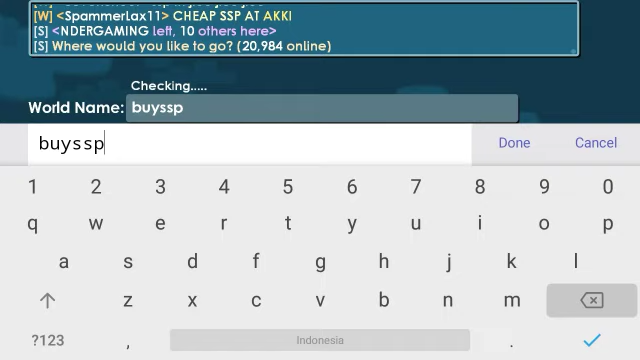 [W] <SpammerLax11> CHEAP SSP AT AKKI
[S] <NDERGAMING left, 10 others here>
[S] Where would you like to go? (20,984 online)
Checking.....
World Name: buyssp
buyssp Done Cancel
1 2 3 4 5 6 7 8 9 0
q w e r t y u i o p
a s d f g h j k l
z x c v b n m
?123 , Indonesia .